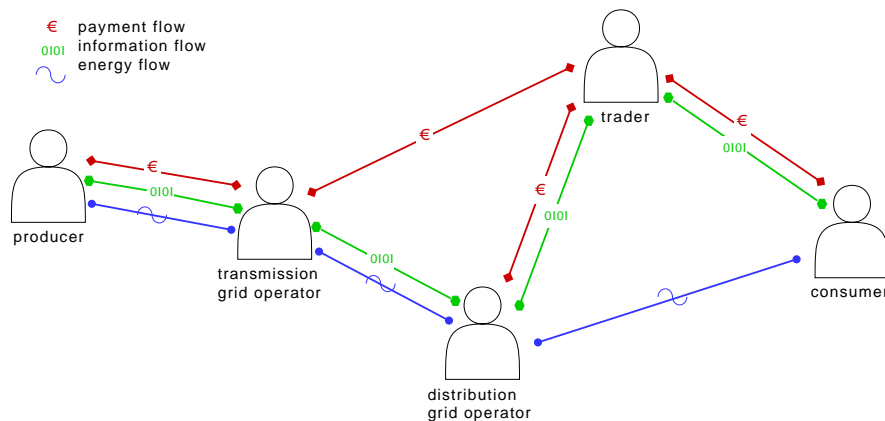 € payment flow
0101 information flow
energy flow
€
trader
€
0101
€
0101
€
0101
producer
transmission
grid operator
0101
€
0101
consumer
distribution
grid operator